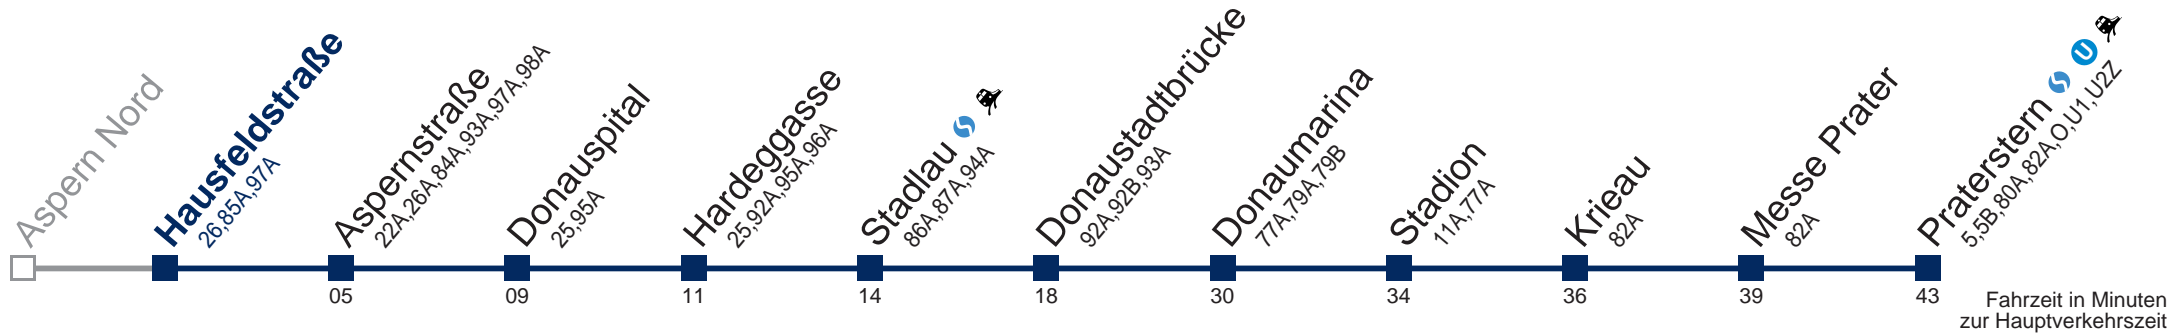 Aspern Nord
Hausfeldstraße
26,85A,97A
Aspernstraße
22A,26A,84A,93A,97A,98A
Donauspital
25,95A
Hardeggasse
25,92A,95A,96A
Stadlau
86A,87A,94A
Donaustadtbrücke
92A,92B,93A
Donaumarina
77A,79A,79B
Stadion
11A,77A
Krieau
82A
Messe Prater
82A
Praterstern U
5,5B,80A,82A,O,U1,U2Z
05 09 11 14 18 30 34 36 39 43
Fahrzeit in Minuten
zur Hauptverkehrszeit